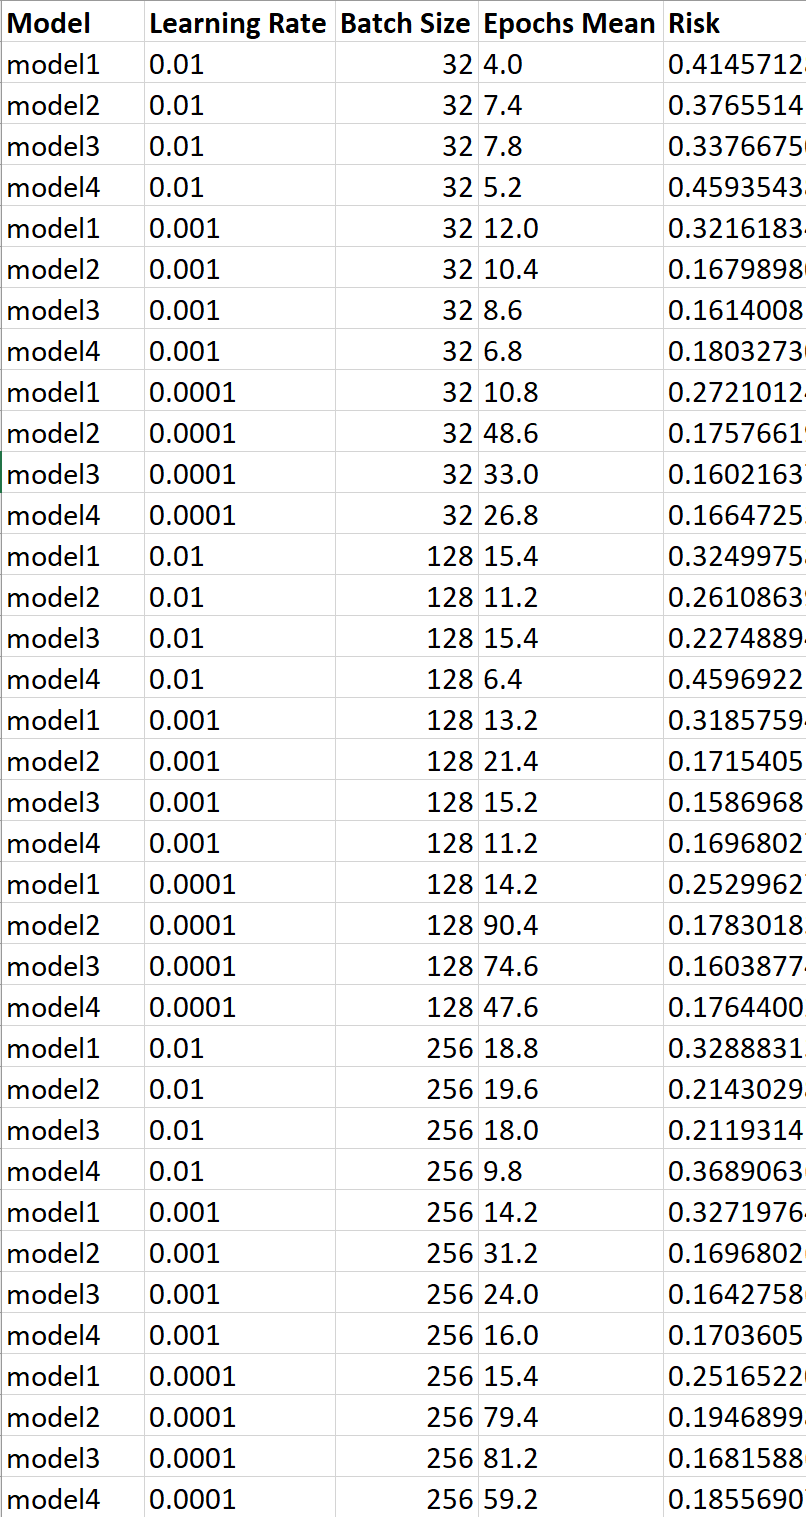 Model Learning Rate Batch Size Epochs Mean Risk
model1 0.01 32 4.0 0.4145712
model2 0.01 32 7.4 0.3765514
model3 0.01 32 7.8 0.3376675
model4 0.01 32 5.2 0.4593543
model1 0.001 32 12.0 0.3216183
model2 0.001 32 10.4 0.1679898
model3 0.001 32 8.6 0.1614008
model4 0.001 32 6.8 0.1803273
model1 0.0001 32 10.8 0.2721012
model2 0.0001 32 48.6 0.1757661
model3 0.0001 32 33.0 0.1602163
model4 0.0001 32 26.8 0.1664725
model1 0.01 128 15.4 0.3249975
model2 0.01 128 11.2 0.2610863
model3 0.01 128 15.4 0.2274889
model4 0.01 128 6.4 0.4596922
model1 0.001 128 13.2 0.3185759
model2 0.001 128 21.4 0.1715405
model3 0.001 128 15.2 0.1586968
model4 0.001 128 11.2 0.1696802
model1 0.0001 128 14.2 0.2529962
model2 0.0001 128 90.4 0.1783018
model3 0.0001 128 74.6 0.1603877
model4 0.0001 128 47.6 0.1764400
model1 0.01 256 18.8 0.3288831
model2 0.01 256 19.6 0.2143029
model3 0.01 256 18.0 0.2119314
model4 0.01 256 9.8 0.3689063
model1 0.001 256 14.2 0.3271976
model2 0.001 256 31.2 0.1696802
model3 0.001 256 24.0 0.1642758
model4 0.001 256 16.0 0.1703605
model1 0.0001 256 15.4 0.2516522
model2 0.0001 256 79.4 0.1946899
model3 0.0001 256 81.2 0.1681588
model4 0.0001 256 59.2 0.1855690